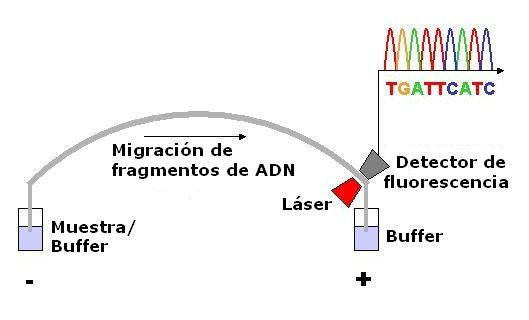 TGATTCATC
Migración de
fragmentos de ADN
Detector de
fluorescencia
Láser
Muestra/
Buffer
Buffer
-
+